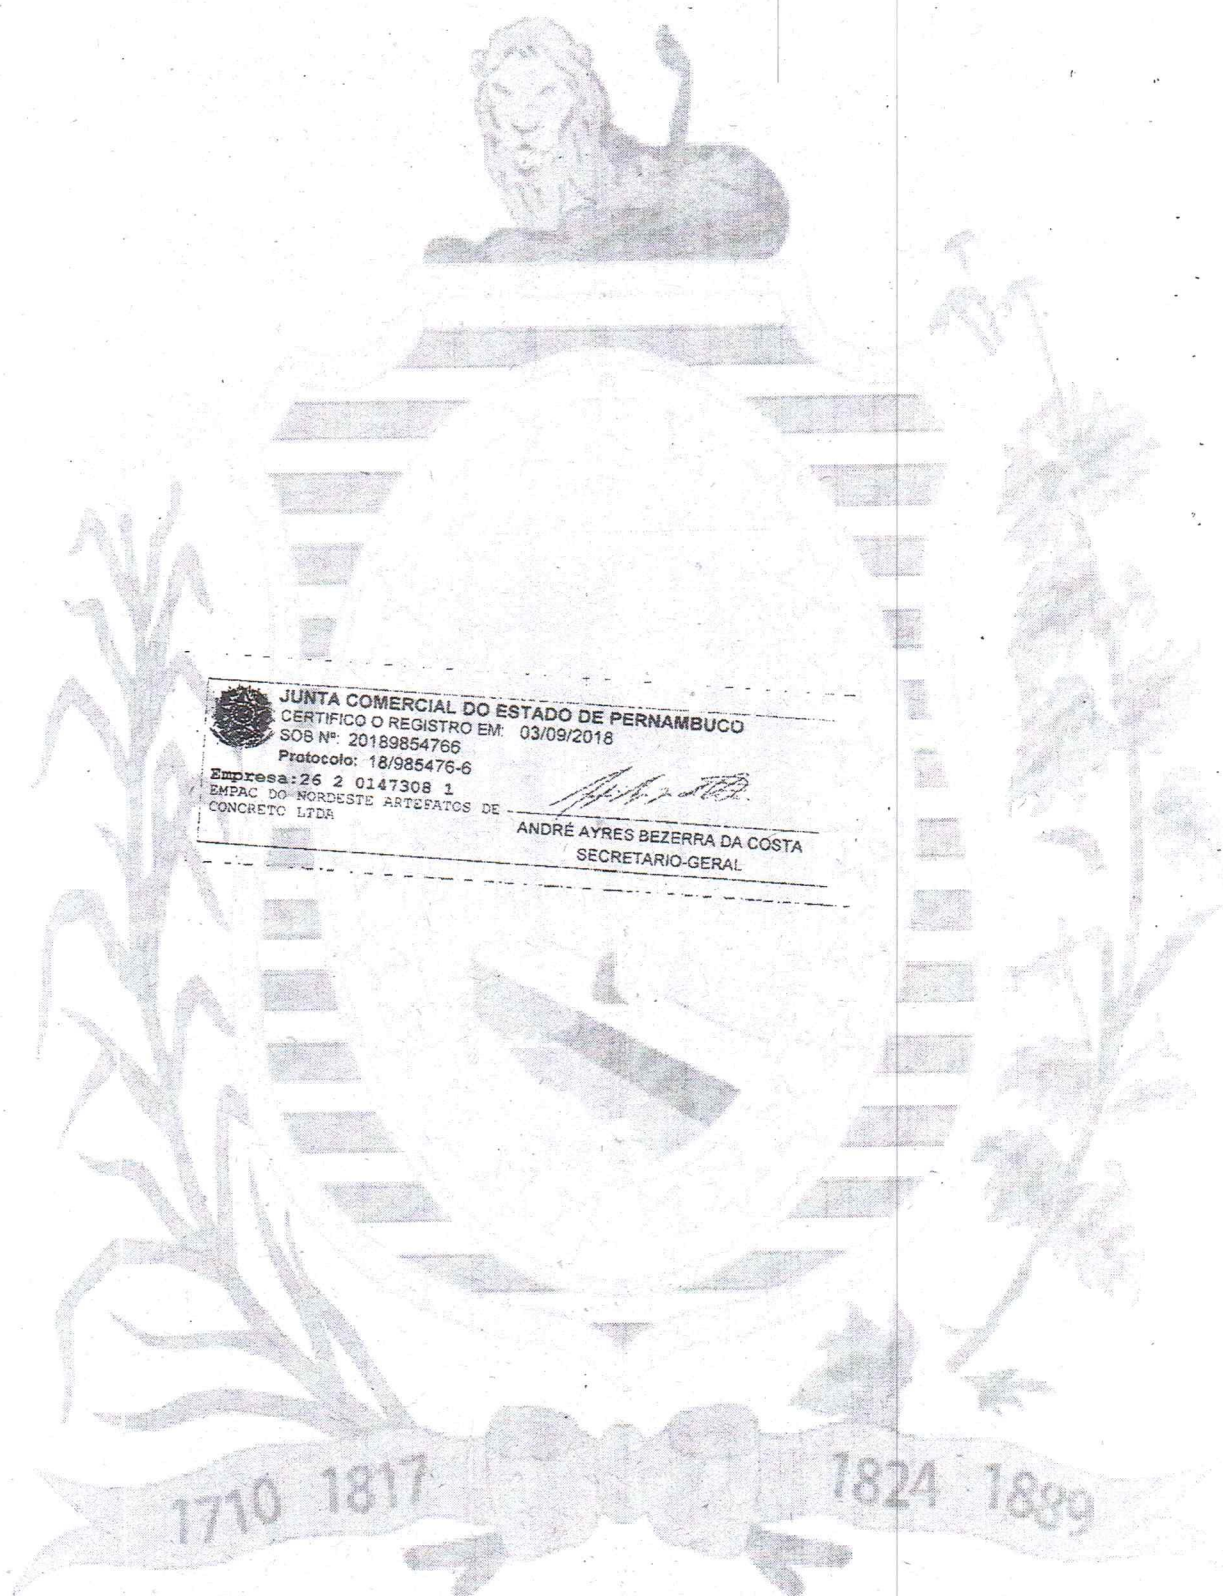 JUNTA COMERCIAL DO ESTADO DE PERNAMBUCO
CERTIFICO O REGISTRO EM: 03/09/2018
SOB Nº: 20189854766
Protocolo: 18/985476-6
Empresa:26 2 0147308 1
EMPAC DO NORDESTE ARTEFATOS DE
CONCRETO LTDA
ANDRÉ AYRES BEZERRA DA COSTA
SECRETARIO-GERAL
1710 1817 1824 1889